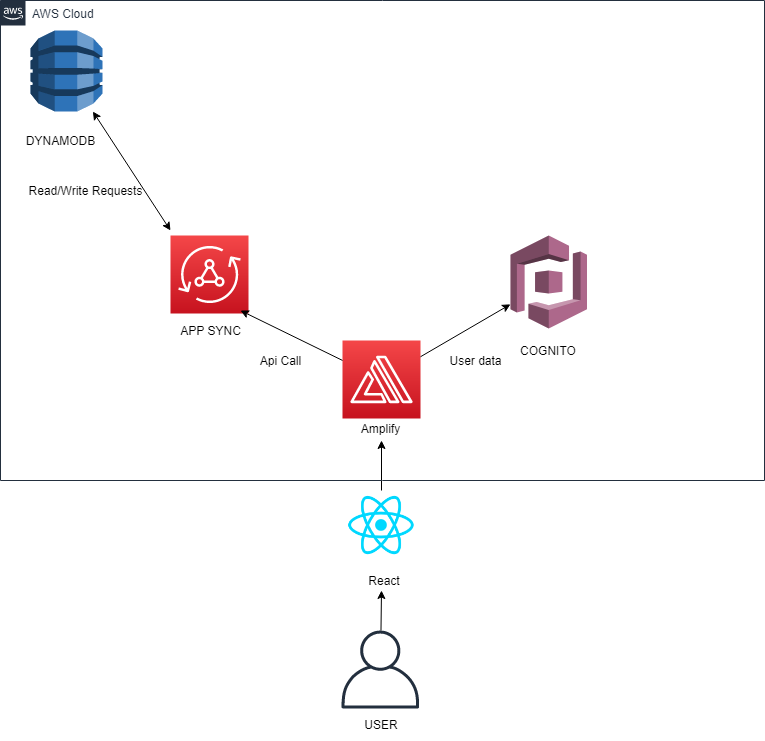 aws
AWS Cloud
DYNAMODB
Read/Write Requests
APP SYNC
COGNITO
Api Call
User data
Amplify
React
USER